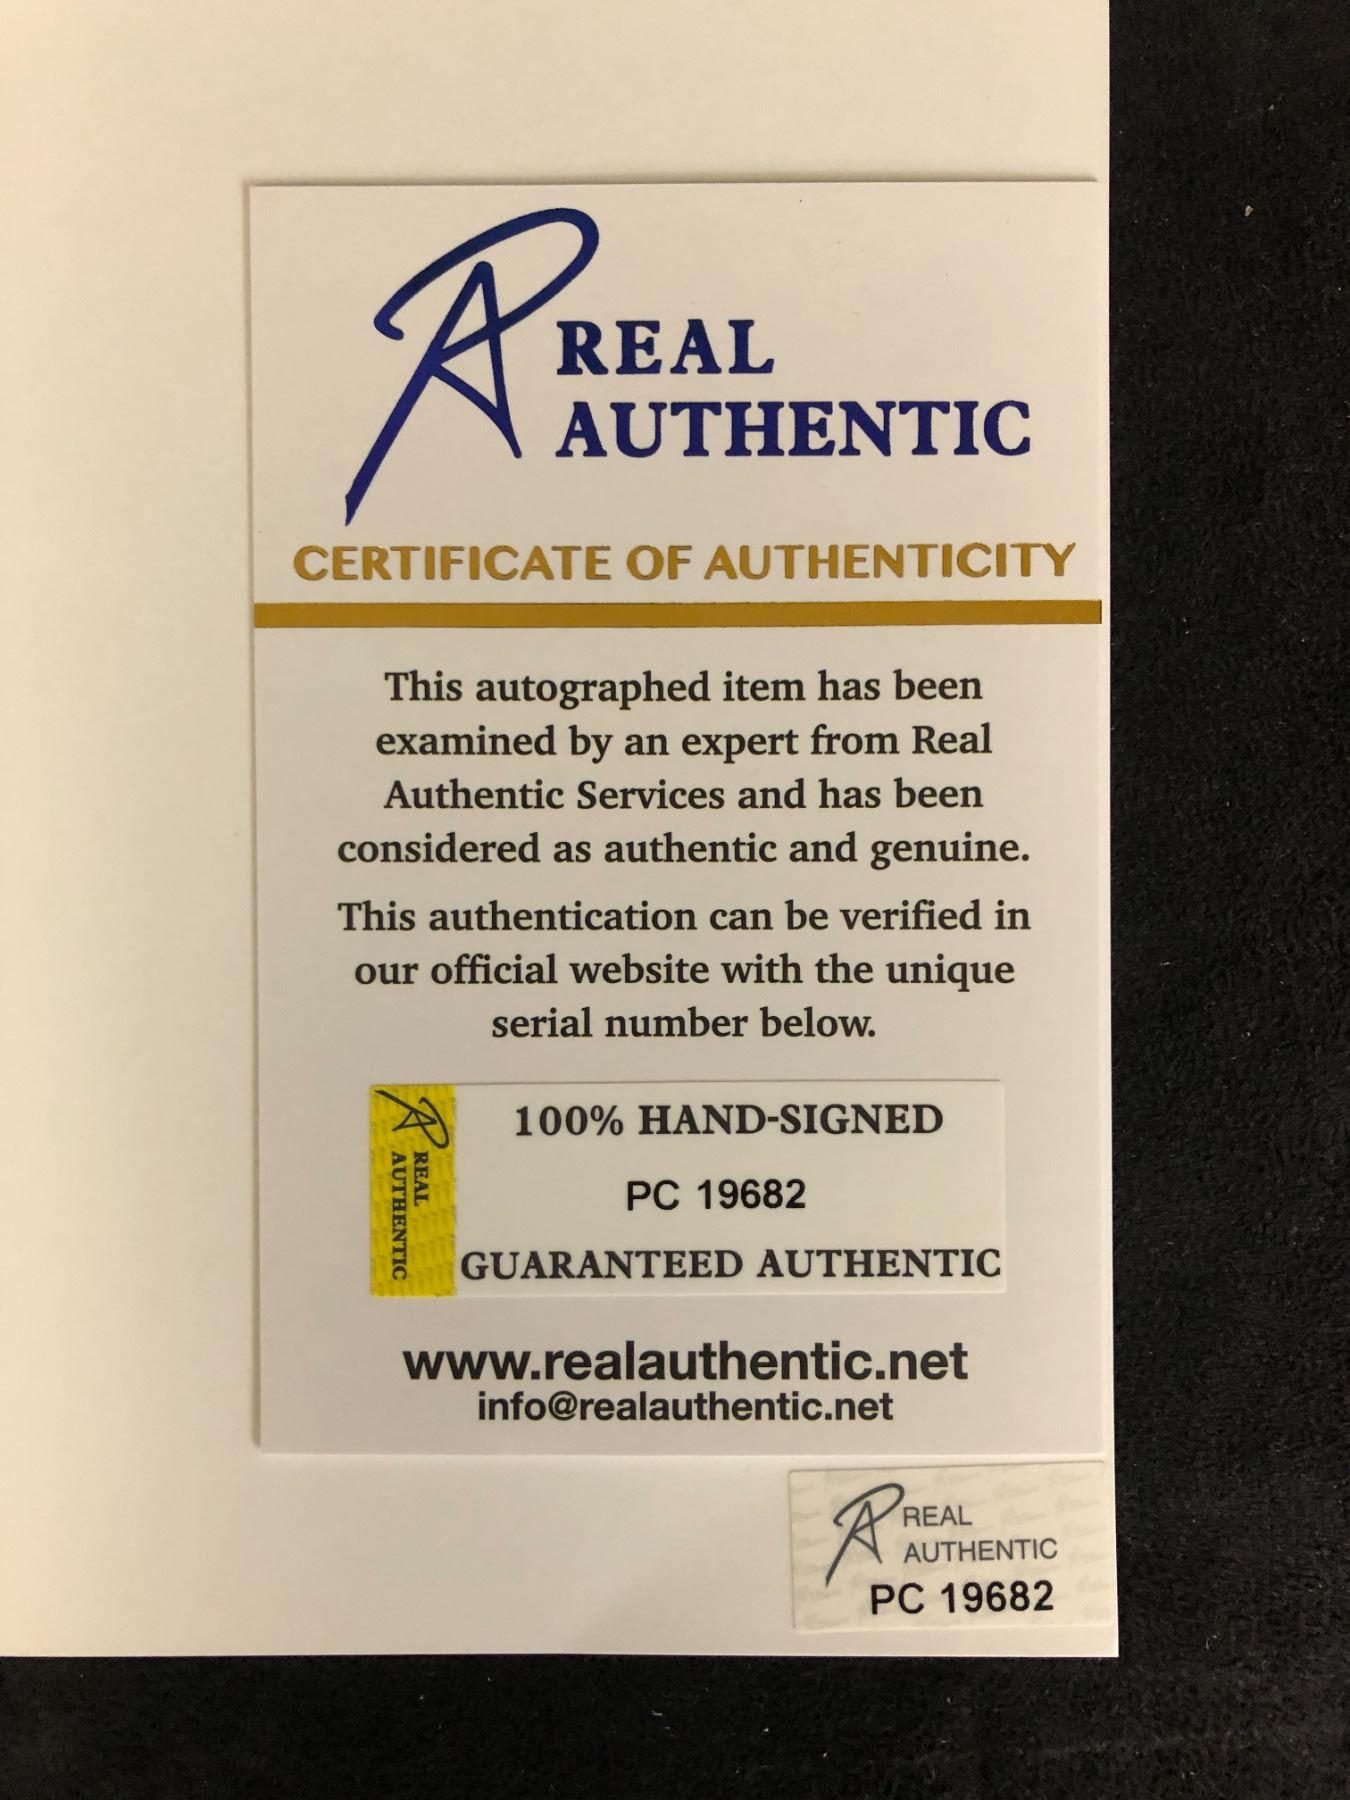 REAL
AUTHENTIC
CERTIFICATE OF AUTHENTICITY
This autographed item has been
examined by an expert from Real
Authentic Services and has been
considered as authentic and genuine.
This authentication can be verified in
our official website with the unique
serial number below.
REAL
AUTHENTIC
100% HAND-SIGNED
PC 19682
GUARANTEED AUTHENTIC
www.realauthentic.net
info@realauthentic.net
REAL
AUTHENTIC
PC 19682